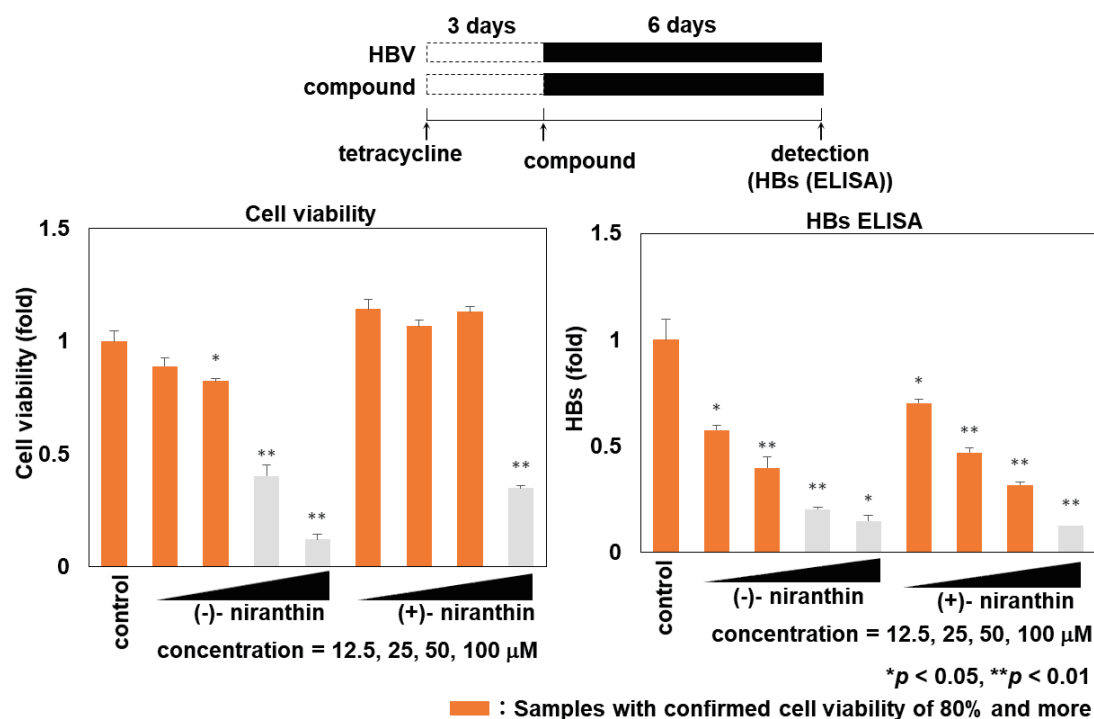 3 days 6 days
HBV
compound
tetracycline compound detection
(HBs (ELISA))
Cell viability
Cell viability (fold)
1.5
1
0.5
0
*
**
**
**
control
(-)- niranthin (+)- niranthin
concentration = 12.5, 25, 50, 100 μM
HBs ELISA
HBs (fold)
1.5
1
0.5
0
*
**
**
*
*
**
**
**
control
(-)- niranthin (+)- niranthin
concentration = 12.5, 25, 50, 100 μM
*p < 0.05, **p < 0.01
: Samples with confirmed cell viability of 80% and more